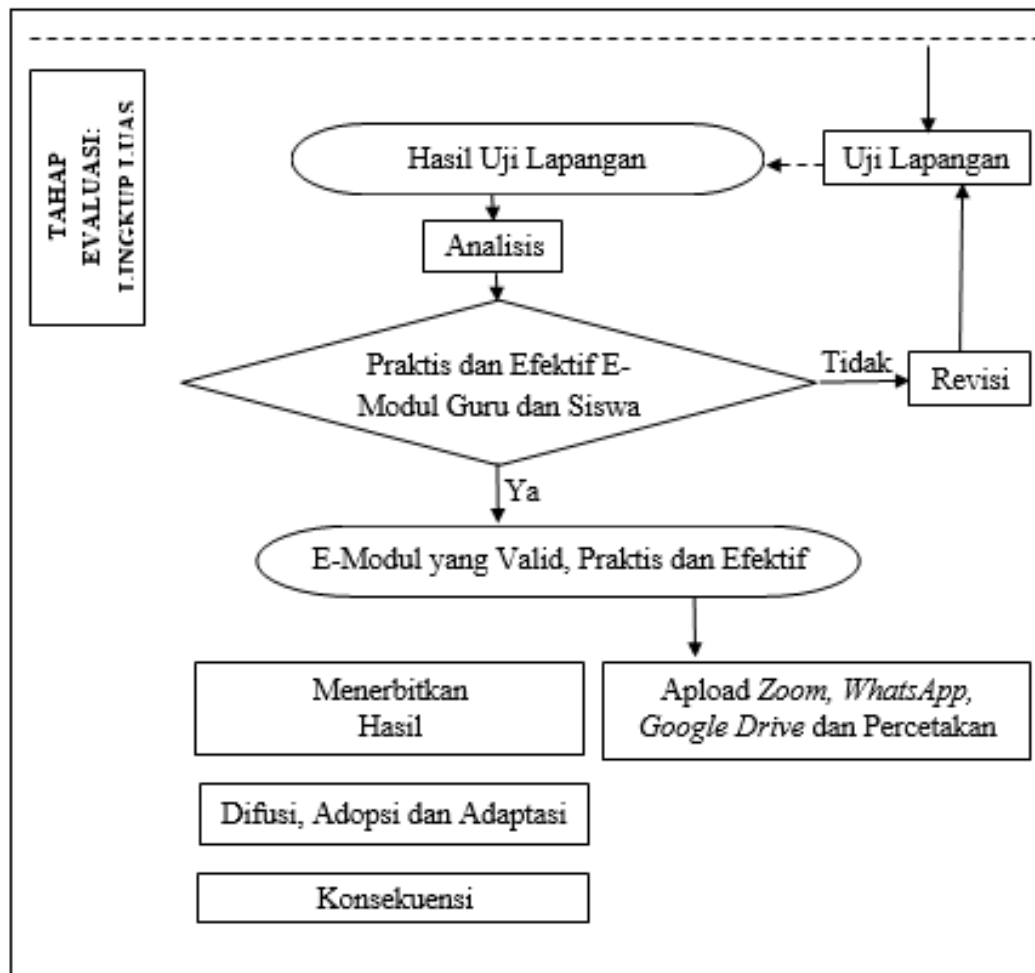 TAHAP
EVALUASI:
LINGKUP LUAS
Hasil Uji Lapangan
Uji Lapangan
Analisis
Praktis dan Efektif E-
Modul Guru dan Siswa
Tidak
Revisi
Ya
E-Modul yang Valid, Praktis dan Efektif
Menerbitkan
Hasil
Apload Zoom, WhatsApp,
Google Drive dan Percetakan
Difusi, Adopsi dan Adaptasi
Konsekuensi